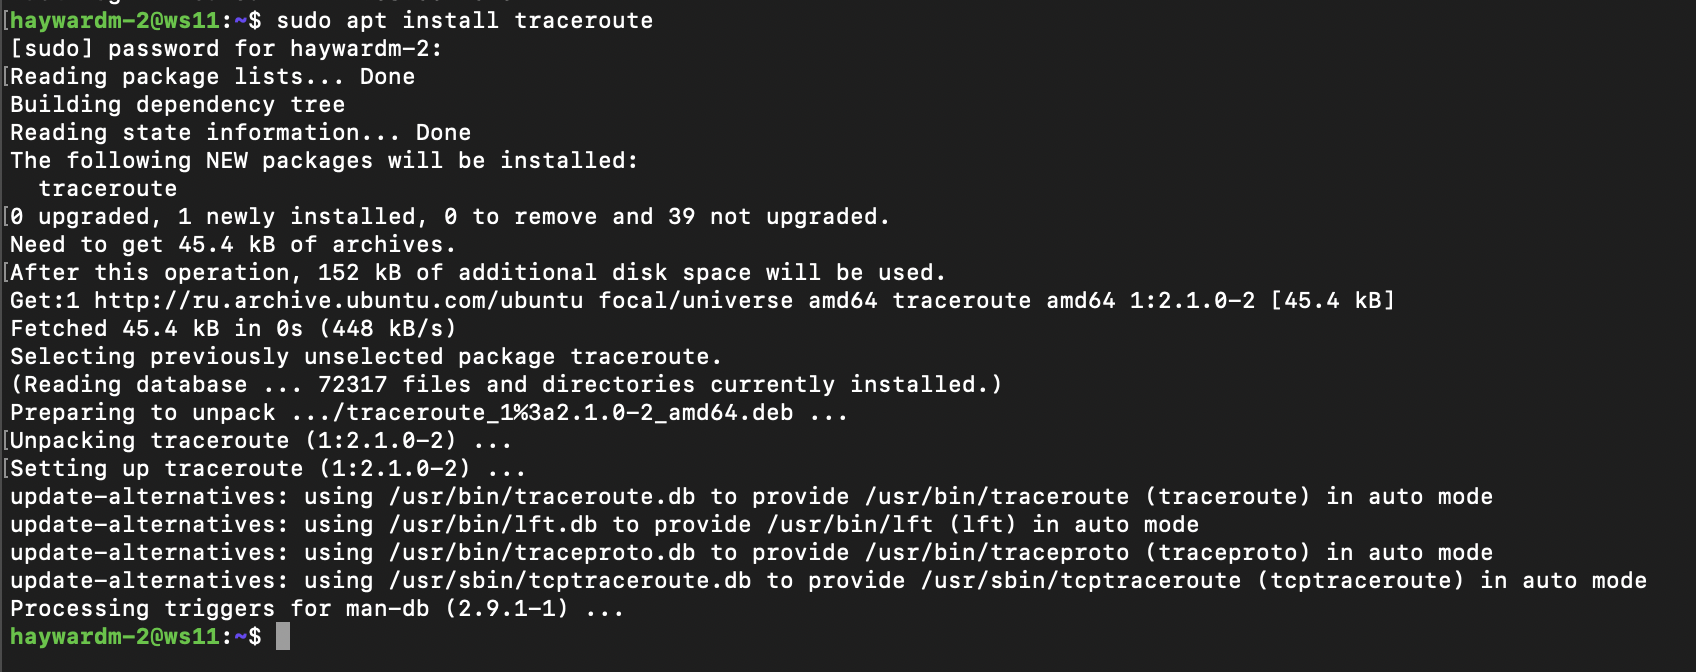 [haywardm-2@ws11:~$ sudo apt install traceroute
[sudo] password for haywardm-2:
[Reading package lists... Done
Building dependency tree
Reading state information... Done
The following NEW packages will be installed:
  traceroute
[0 upgraded, 1 newly installed, 0 to remove and 39 not upgraded.
Need to get 45.4 kB of archives.
[After this operation, 152 kB of additional disk space will be used.
Get:1 http://ru.archive.ubuntu.com/ubuntu focal/universe amd64 traceroute amd64 1:2.1.0-2 [45.4 kB]
Fetched 45.4 kB in 0s (448 kB/s)
Selecting previously unselected package traceroute.
(Reading database ... 72317 files and directories currently installed.)
Preparing to unpack .../traceroute_1%3a2.1.0-2_amd64.deb ...
[Unpacking traceroute (1:2.1.0-2) ...
[Setting up traceroute (1:2.1.0-2) ...
update-alternatives: using /usr/bin/traceroute.db to provide /usr/bin/traceroute (traceroute) in auto mode
update-alternatives: using /usr/bin/lft.db to provide /usr/bin/lft (lft) in auto mode
update-alternatives: using /usr/bin/traceproto.db to provide /usr/bin/traceproto (traceproto) in auto mode
update-alternatives: using /usr/sbin/tcptraceroute.db to provide /usr/sbin/tcptraceroute (tcptraceroute) in auto mode
Processing triggers for man-db (2.9.1-1) ...
haywardm-2@ws11:~$